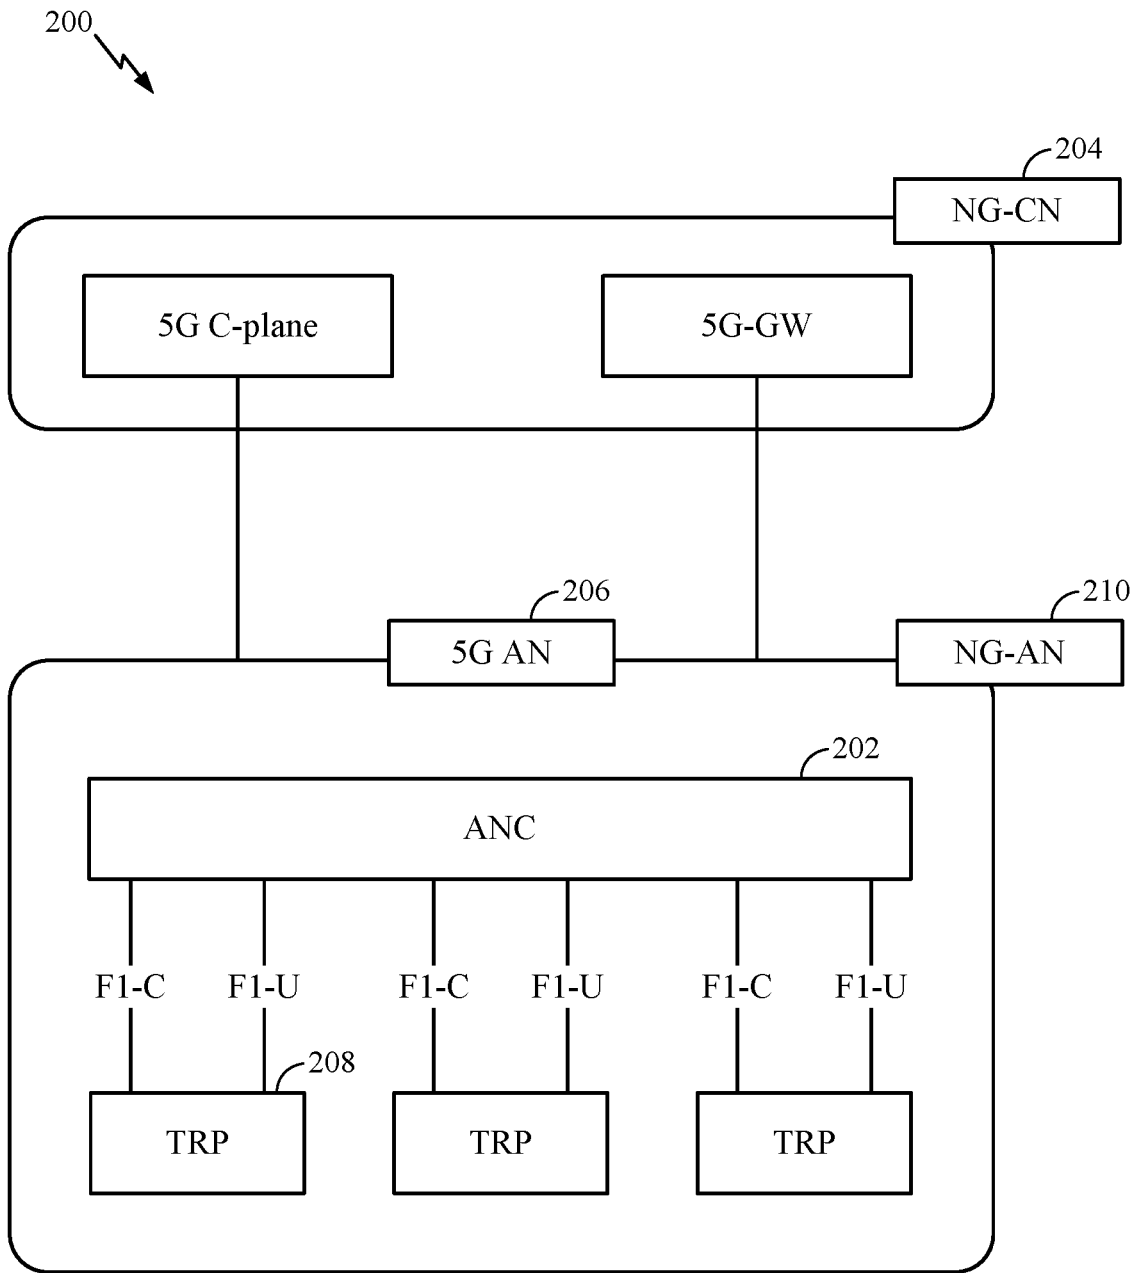 200
204
NG-CN
5G C-plane
5G-GW
206
210
5G AN
NG-AN
202
ANC
F1-C
F1-U
F1-C
F1-U
F1-C
F1-U
208
TRP
TRP
TRP